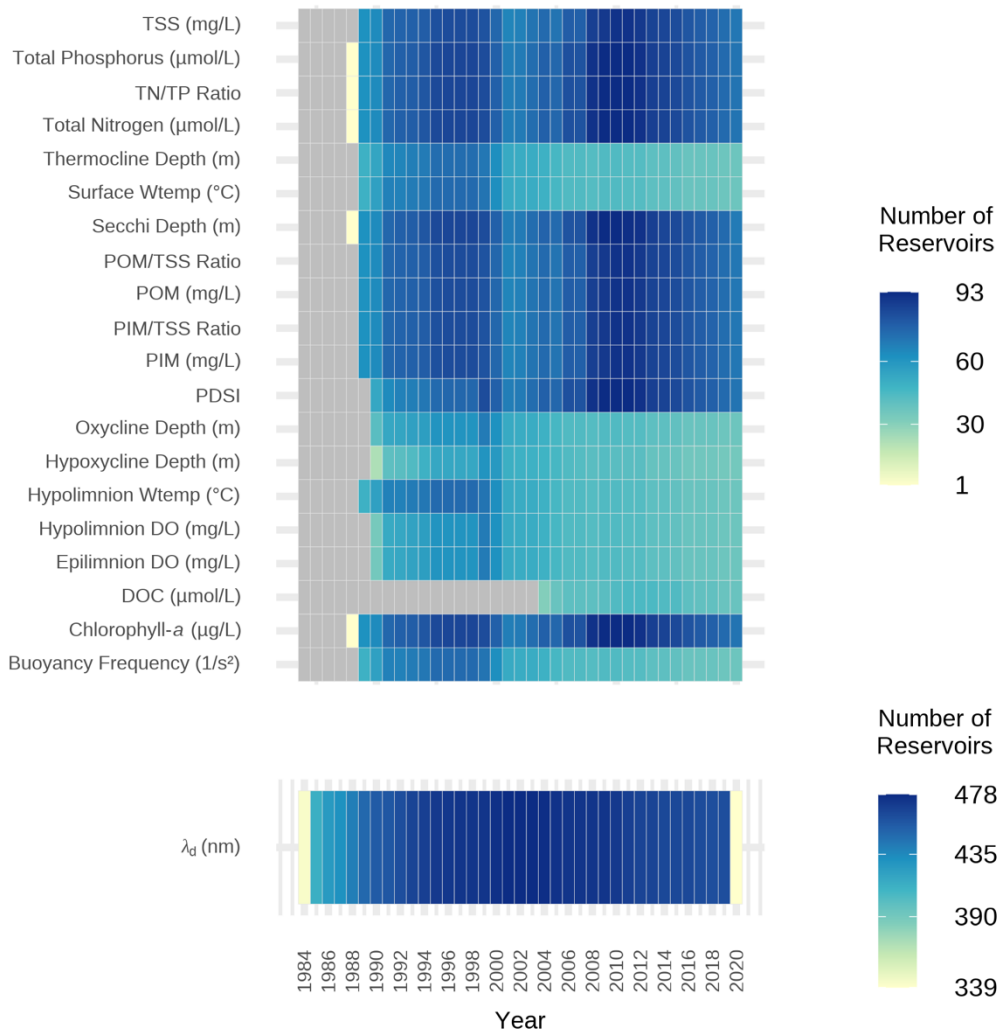 TSS (mg/L)
Total Phosphorus (μmol/L)
TN/TP Ratio
Total Nitrogen (μmol/L)
Thermocline Depth (m)
Surface Wtemp (°C)
Secchi Depth (m)
POM/TSS Ratio
POM (mg/L)
PIM/TSS Ratio
PIM (mg/L)
PDSI
Oxycline Depth (m)
Hypoxycline Depth (m)
Hypolimnion Wtemp (°C)
Hypolimnion DO (mg/L)
Epilimnion DO (mg/L)
DOC (μmol/L)
Chlorophyll-a (μg/L)
Buoyancy Frequency (1/s²)
Number of
Reservoirs
93
60
30
1
λd (nm)
Number of
Reservoirs
478
435
390
339
1984 1986 1988 1990 1992 1994 1996 1998 2000 2002 2004 2006 2008 2010 2012 2014 2016 2018 2020
Year